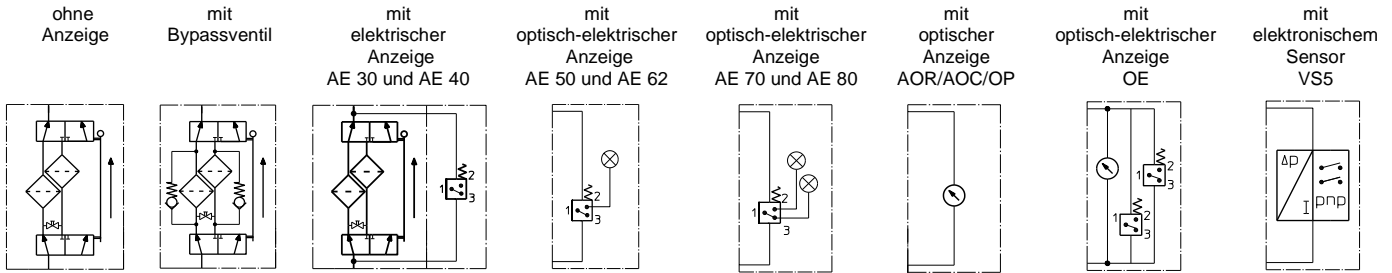 ohne
Anzeige
mit
Bypassventil
mit
elektrischer
Anzeige
AE 30 und AE 40
mit
optisch-elektrischer
Anzeige
AE 50 und AE 62
mit
optisch-elektrischer
Anzeige
AE 70 und AE 80
mit
optischer
Anzeige
AOR/AOC/OP
mit
optisch-elektrischer
Anzeige
OE
mit
elektronischem
Sensor
VS5
2
1
3
2
1
3
2
1
3
2
1
3
2
1
3
Δp
I
pnp